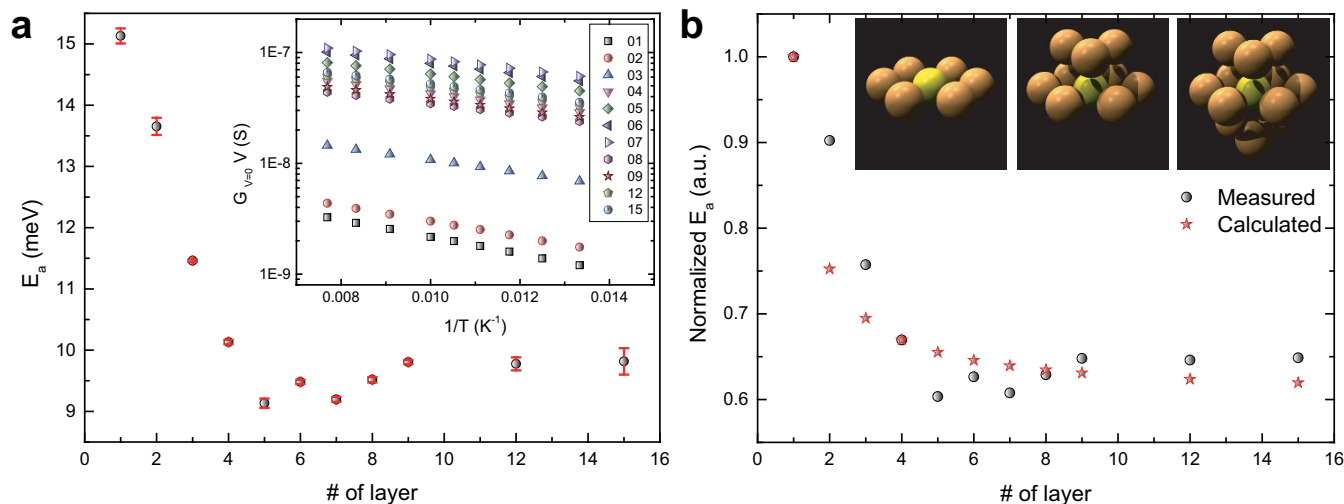 a
15
14
13
12
11
10
9
E_a (meV)
0 2 4 6 8 10 12 14 16
# of layer
1E-7
1E-8
1E-9
G_{V=0} V (S)
0.008 0.010 0.012 0.014
1/T (K⁻¹)
01
02
03
04
05
06
07
08
09
12
15
b
1.0
0.9
0.8
0.7
0.6
0.5
Normalized E_a (a.u.)
Measured
Calculated
0 2 4 6 8 10 12 14 16
# of layer